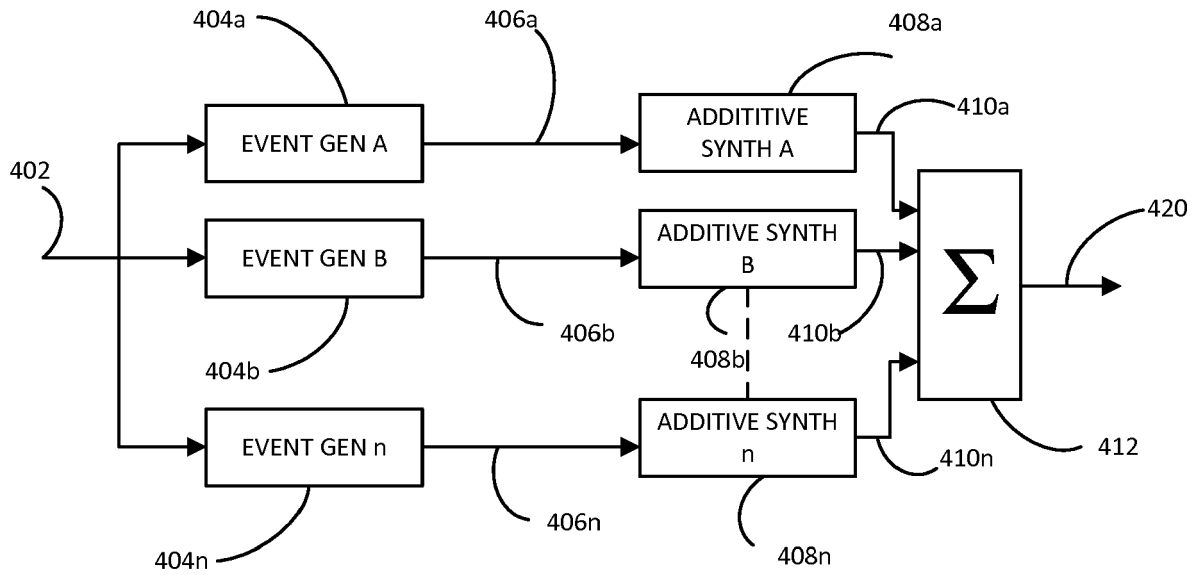 404a
406a
408a
EVENT GEN A
ADDITITIVE
SYNTH A
410a
402
EVENT GEN B
ADDITIVE SYNTH
B
420
Σ
406b
410b
408b
404b
EVENT GEN n
ADDITIVE SYNTH
n
412
410n
406n
404n
408n